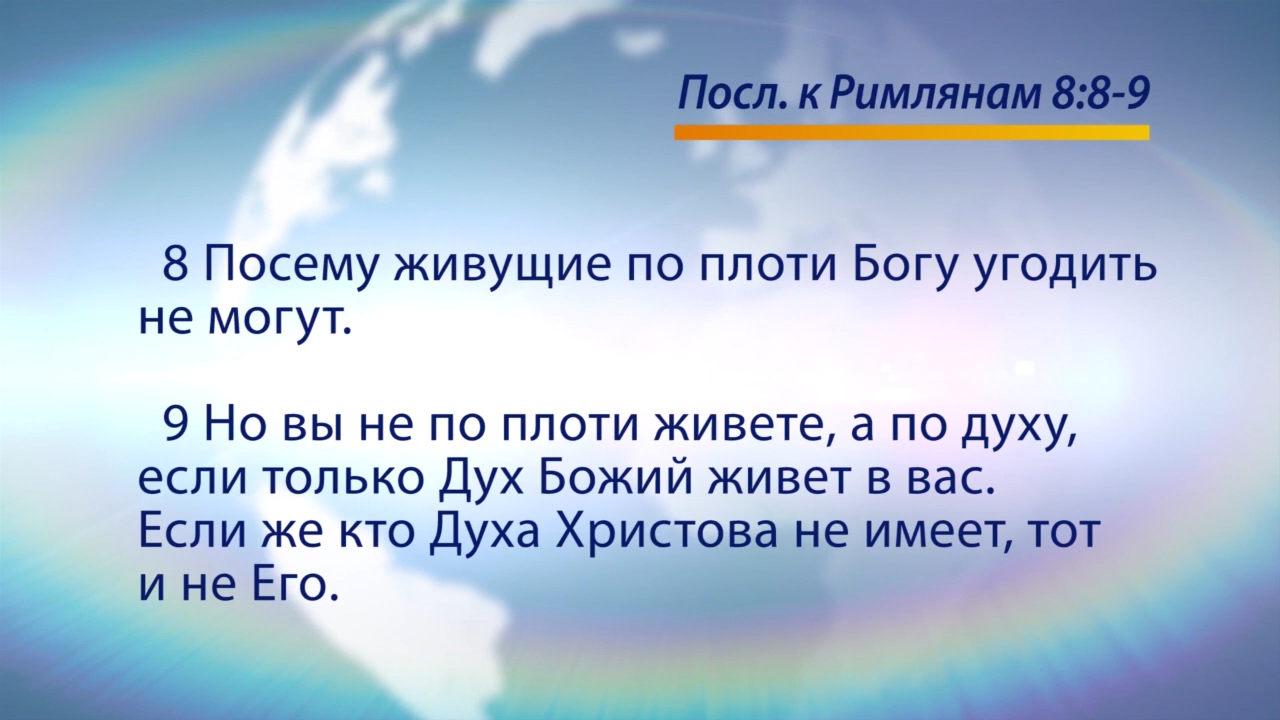 Посл. к Римлянам 8:8-9
8 Посему живущие по плоти Богу угодить
не могут.
9 Но вы не по плоти живете, а по духу,
если только Дух Божий живет в вас.
Если же кто Духа Христова не имеет, тот
и не Его.